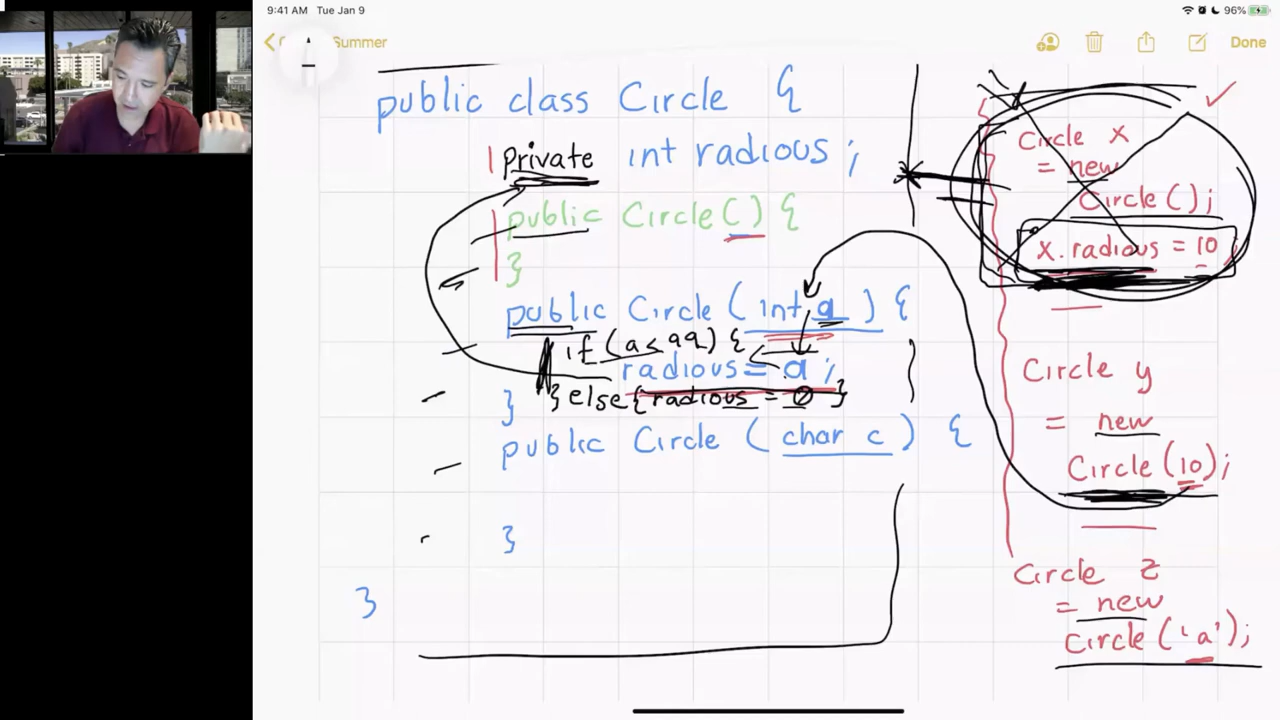 9:41 AM Tue Jan 9
96%
Summer
Done
public class Circle {
Private int radious ;
public Circle ( ) {
}
public Circle ( int a ) {
if (a<99) {
radious = a ;
} else { radious = 0 }
}
public Circle ( char c ) {
}
}
Circle x
= new
Circle ( ) ;
x.radious = 10 ;
Circle y
= new
Circle (10) ;
Circle z
= new
Circle ('a') ;